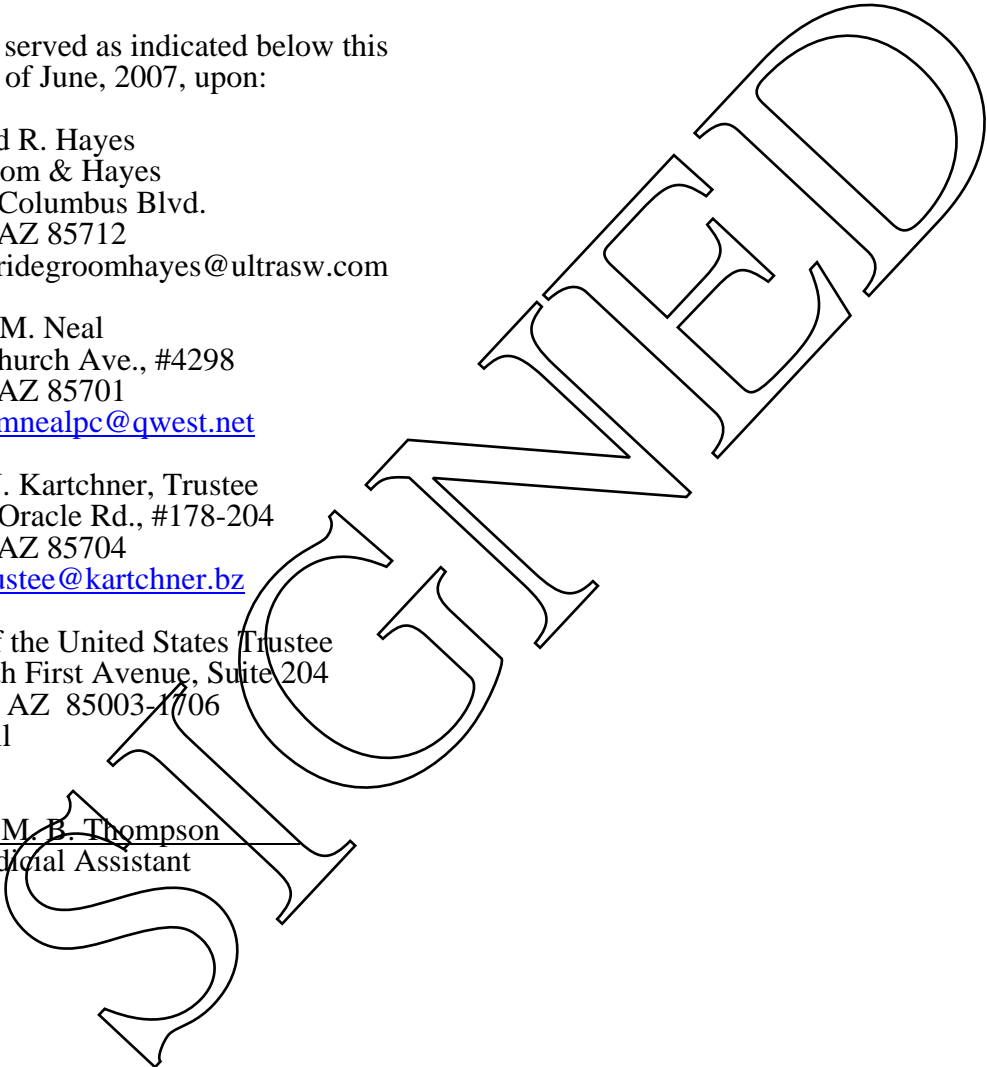 served as indicated below this
of June, 2007, upon:
d R. Hayes
om & Hayes
Columbus Blvd.
AZ 85712
ridegroomhayes@ultrasw.com
M. Neal
hurch Ave., #4298
AZ 85701
mnealpc@qwest.net
. Kartchner, Trustee
Oracle Rd., #178-204
AZ 85704
ustee@kartchner.bz
f the United States Trustee
h First Avenue, Suite 204
AZ 85003-1706
l
M. B. Thompson
dicial Assistant
SIGNED